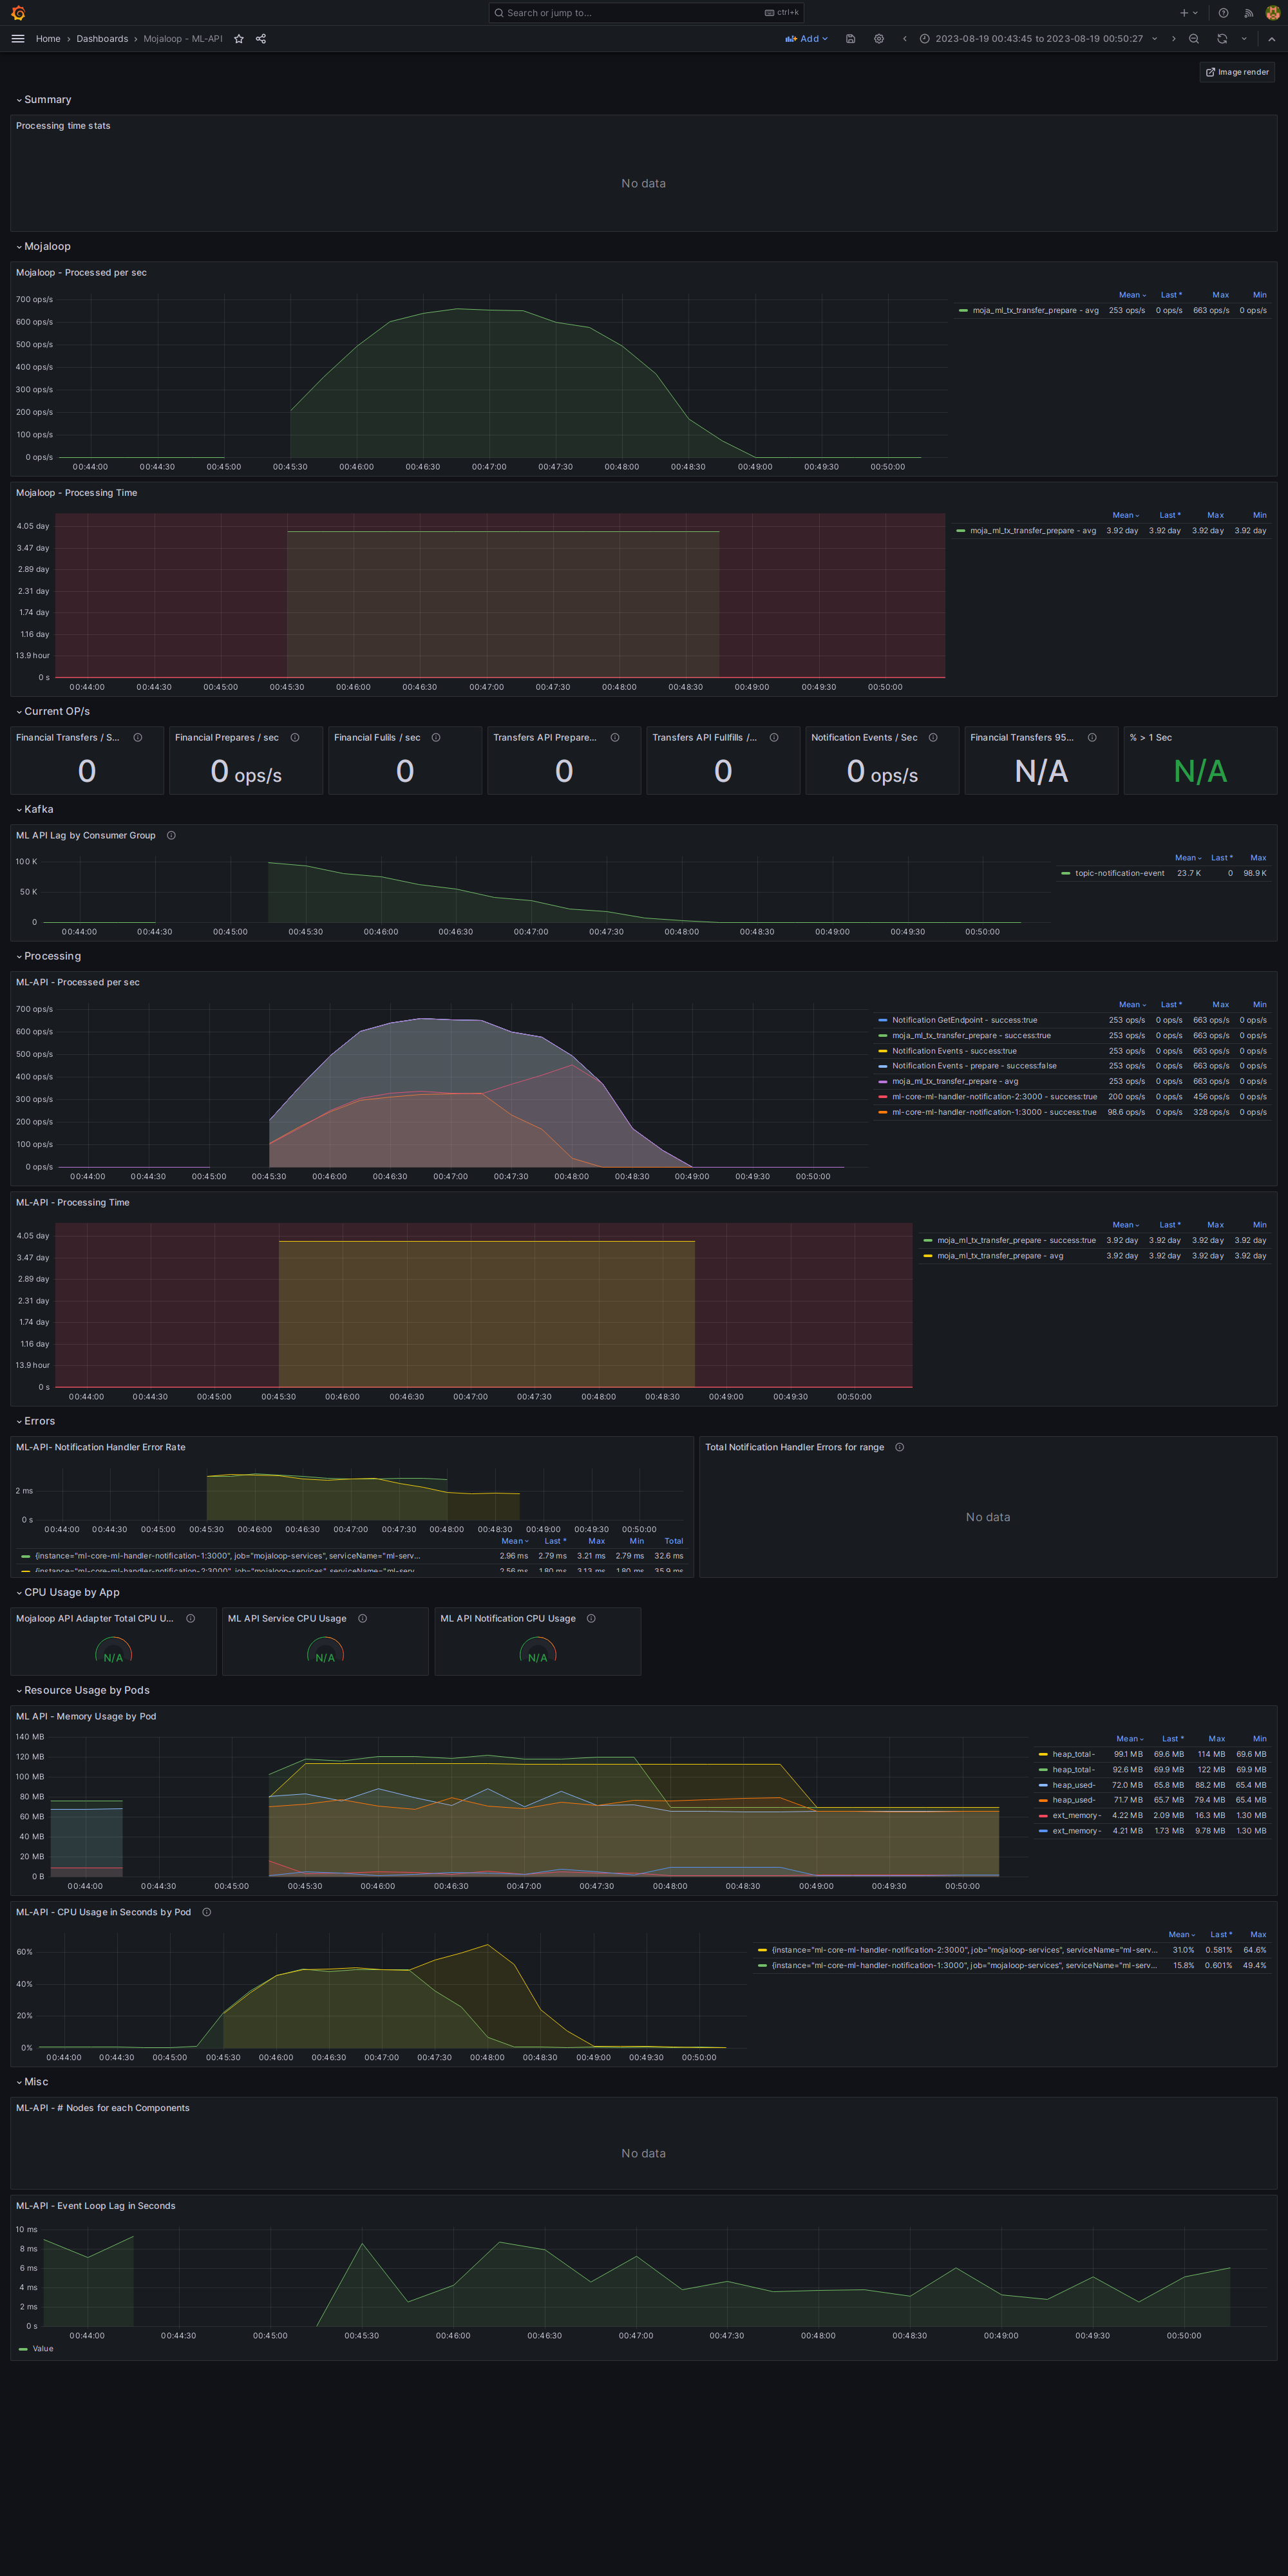 Search or jump to...
ctrl+k
Home › Dashboards › Mojaloop - ML-API
Add
2023-08-19 00:43:45 to 2023-08-19 00:50:27
Image render
Summary
Processing time stats
No data
Mojaloop
Mojaloop - Processed per sec
700 ops/s
600 ops/s
500 ops/s
400 ops/s
300 ops/s
200 ops/s
100 ops/s
0 ops/s
00:44:00 00:44:30 00:45:00 00:45:30 00:46:00 00:46:30 00:47:00 00:47:30 00:48:00 00:48:30 00:49:00 00:49:30 00:50:00
Mean Last * Max Min
moja_ml_tx_transfer_prepare - avg 253 ops/s 0 ops/s 663 ops/s 0 ops/s
Mojaloop - Processing Time
4.05 day
3.47 day
2.89 day
2.31 day
1.74 day
1.16 day
13.9 hour
0 s
00:44:00 00:44:30 00:45:00 00:45:30 00:46:00 00:46:30 00:47:00 00:47:30 00:48:00 00:48:30 00:49:00 00:49:30 00:50:00
Mean Last * Max Min
moja_ml_tx_transfer_prepare - avg 3.92 day 3.92 day 3.92 day 3.92 day
Current OP/s
Financial Transfers / S...
0
Financial Prepares / sec
0 ops/s
Financial Fulils / sec
0
Transfers API Prepare...
0
Transfers API Fullfills /...
0
Notification Events / Sec
0 ops/s
Financial Transfers 95...
N/A
% > 1 Sec
N/A
Kafka
ML API Lag by Consumer Group
100 K
50 K
0
00:44:00 00:44:30 00:45:00 00:45:30 00:46:00 00:46:30 00:47:00 00:47:30 00:48:00 00:48:30 00:49:00 00:49:30 00:50:00
Mean Last * Max
topic-notification-event 23.7 K 0 98.9 K
Processing
ML-API - Processed per sec
700 ops/s
600 ops/s
500 ops/s
400 ops/s
300 ops/s
200 ops/s
100 ops/s
0 ops/s
00:44:00 00:44:30 00:45:00 00:45:30 00:46:00 00:46:30 00:47:00 00:47:30 00:48:00 00:48:30 00:49:00 00:49:30 00:50:00
Mean Last * Max Min
Notification GetEndpoint - success:true 253 ops/s 0 ops/s 663 ops/s 0 ops/s
moja_ml_tx_transfer_prepare - success:true 253 ops/s 0 ops/s 663 ops/s 0 ops/s
Notification Events - success:true 253 ops/s 0 ops/s 663 ops/s 0 ops/s
Notification Events - prepare - success:false 253 ops/s 0 ops/s 663 ops/s 0 ops/s
moja_ml_tx_transfer_prepare - avg 253 ops/s 0 ops/s 663 ops/s 0 ops/s
ml-core-ml-handler-notification-2:3000 - success:true 200 ops/s 0 ops/s 456 ops/s 0 ops/s
ml-core-ml-handler-notification-1:3000 - success:true 98.6 ops/s 0 ops/s 328 ops/s 0 ops/s
ML-API - Processing Time
4.05 day
3.47 day
2.89 day
2.31 day
1.74 day
1.16 day
13.9 hour
0 s
00:44:00 00:44:30 00:45:00 00:45:30 00:46:00 00:46:30 00:47:00 00:47:30 00:48:00 00:48:30 00:49:00 00:49:30 00:50:00
Mean Last * Max Min
moja_ml_tx_transfer_prepare - success:true 3.92 day 3.92 day 3.92 day 3.92 day
moja_ml_tx_transfer_prepare - avg 3.92 day 3.92 day 3.92 day 3.92 day
Errors
ML-API- Notification Handler Error Rate
2 ms
0 s
00:44:00 00:44:30 00:45:00 00:45:30 00:46:00 00:46:30 00:47:00 00:47:30 00:48:00 00:48:30 00:49:00 00:49:30 00:50:00
Mean Last * Max Min Total
{instance="ml-core-ml-handler-notification-1:3000", job="mojaloop-services", serviceName="ml-serv... 2.96 ms 2.79 ms 3.21 ms 2.79 ms 32.6 ms
{instance="ml-core-ml-handler-notification-2:3000", job="mojaloop-services", serviceName="ml-serv... 2.56 ms 1.80 ms 3.13 ms 1.80 ms 35.9 ms
Total Notification Handler Errors for range
No data
CPU Usage by App
Mojaloop API Adapter Total CPU U...
N/A
ML API Service CPU Usage
N/A
ML API Notification CPU Usage
N/A
Resource Usage by Pods
ML API - Memory Usage by Pod
140 MB
120 MB
100 MB
80 MB
60 MB
40 MB
20 MB
0 B
00:44:00 00:44:30 00:45:00 00:45:30 00:46:00 00:46:30 00:47:00 00:47:30 00:48:00 00:48:30 00:49:00 00:49:30 00:50:00
Mean Last * Max Min
heap_total- 99.1 MB 69.6 MB 114 MB 69.6 MB
heap_total- 92.6 MB 69.9 MB 122 MB 69.9 MB
heap_used- 72.0 MB 65.8 MB 88.2 MB 65.4 MB
heap_used- 71.7 MB 65.7 MB 79.4 MB 65.4 MB
ext_memory- 4.22 MB 2.09 MB 16.3 MB 1.30 MB
ext_memory- 4.21 MB 1.73 MB 9.78 MB 1.30 MB
ML-API - CPU Usage in Seconds by Pod
60%
40%
20%
0%
00:44:00 00:44:30 00:45:00 00:45:30 00:46:00 00:46:30 00:47:00 00:47:30 00:48:00 00:48:30 00:49:00 00:49:30 00:50:00
Mean Last * Max
{instance="ml-core-ml-handler-notification-2:3000", job="mojaloop-services", serviceName="ml-serv... 31.0% 0.581% 64.6%
{instance="ml-core-ml-handler-notification-1:3000", job="mojaloop-services", serviceName="ml-serv... 15.8% 0.601% 49.4%
Misc
ML-API - # Nodes for each Components
No data
ML-API - Event Loop Lag in Seconds
10 ms
8 ms
6 ms
4 ms
2 ms
0 s
00:44:00 00:44:30 00:45:00 00:45:30 00:46:00 00:46:30 00:47:00 00:47:30 00:48:00 00:48:30 00:49:00 00:49:30 00:50:00
Value